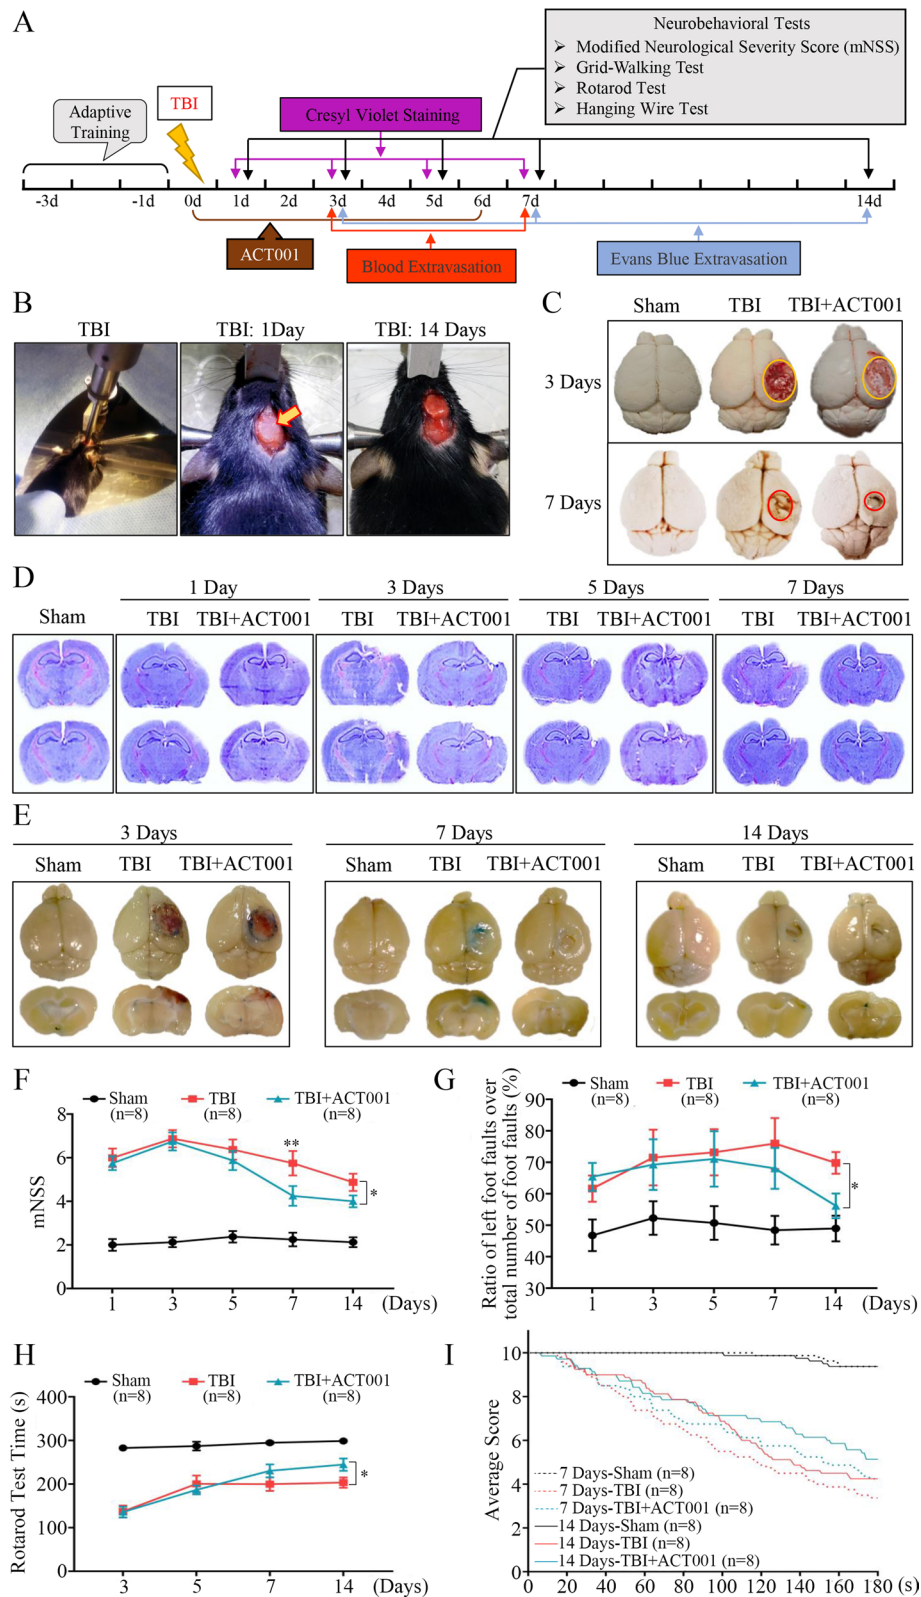 A
Neurobehavioral Tests
➢ Modified Neurological Severity Score (mNSS)
➢ Grid-Walking Test
➢ Rotarod Test
➢ Hanging Wire Test
Adaptive
Training
TBI
Cresyl Violet Staining
-3d -1d 0d 1d 2d 3d 4d 5d 6d 7d 14d
ACT001
Blood Extravasation
Evans Blue Extravasation
B
TBI TBI: 1Day TBI: 14 Days
C
Sham TBI TBI+ACT001
3 Days
7 Days
D
1 Day 3 Days 5 Days 7 Days
Sham TBI TBI+ACT001 TBI TBI+ACT001 TBI TBI+ACT001 TBI TBI+ACT001
E
3 Days 7 Days 14 Days
Sham TBI TBI+ACT001 Sham TBI TBI+ACT001 Sham TBI TBI+ACT001
F
Sham TBI TBI+ACT001
(n=8) (n=8) (n=8)
mNSS
8
6
4
2
0
**
*
1 3 5 7 14 (Days)
G
Sham TBI TBI+ACT001
(n=8) (n=8) (n=8)
Ratio of left foot faults over
total number of foot faults (%)
90
80
70
60
50
40
30
*
1 3 5 7 14 (Days)
H
Sham TBI TBI+ACT001
(n=8) (n=8) (n=8)
Rotarod Test Time (s)
400
300
200
100
0
*
3 5 7 14 (Days)
I
Average Score
10
8
6
4
2
0
7 Days-Sham (n=8)
7 Days-TBI (n=8)
7 Days-TBI+ACT001 (n=8)
14 Days-Sham (n=8)
14 Days-TBI (n=8)
14 Days-TBI+ACT001 (n=8)
0 20 40 60 80 100 120 140 160 180 (s)